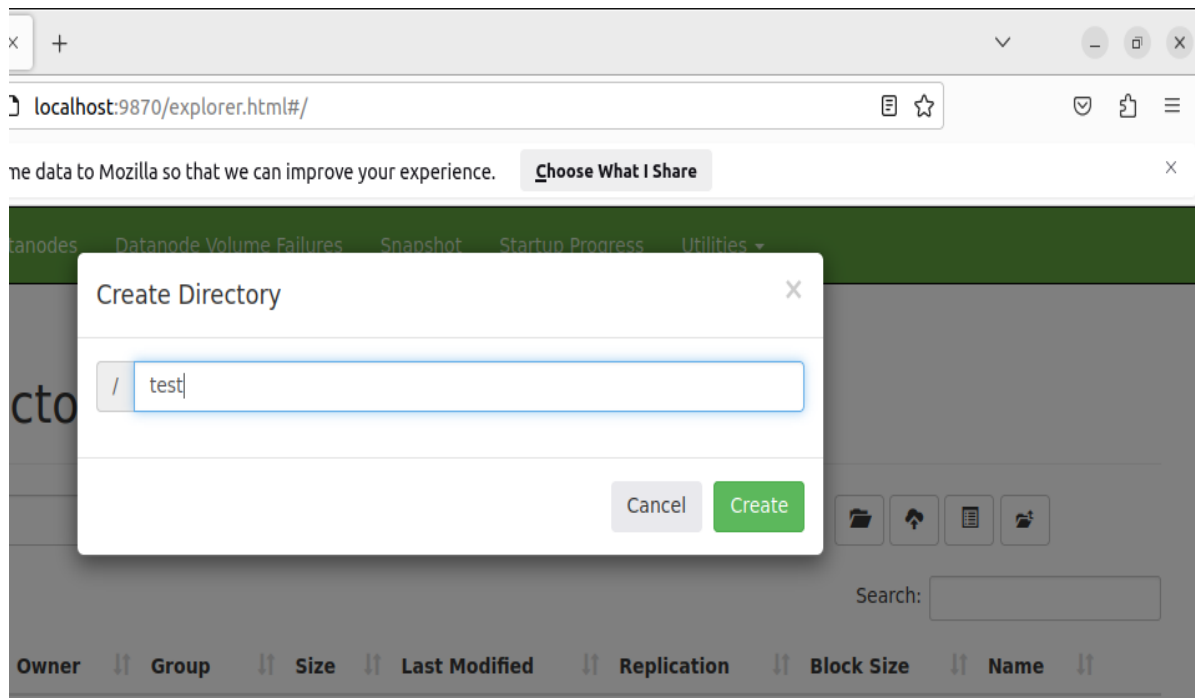 localhost:9870/explorer.html#/
me data to Mozilla so that we can improve your experience. Choose What I Share
tanodes Datanode Volume Failures Snapshot Startup Progress Utilities
Create Directory
/ test
cto
Cancel Create
Search:
Owner Group Size Last Modified Replication Block Size Name